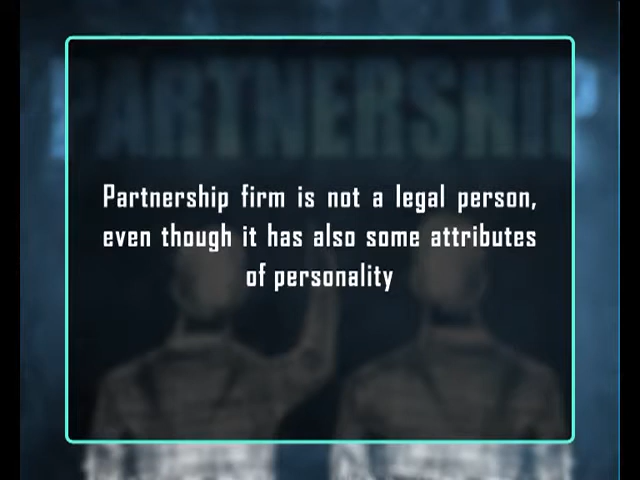 PARTNERSHIP
Partnership firm is not a legal person,
even though it has also some attributes
of personality